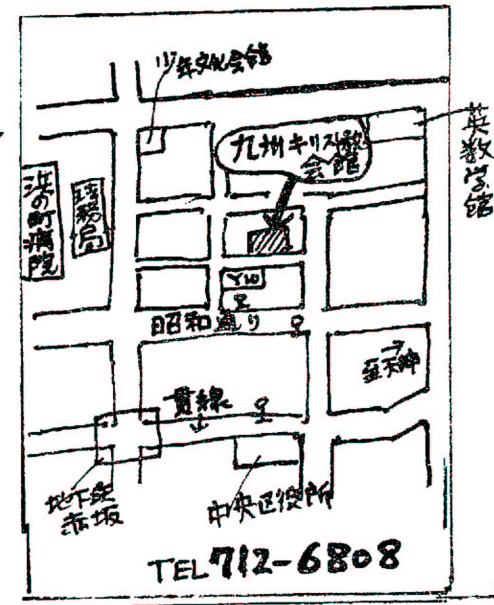 少年文化会館
九州キリスト教
会館
英数学館
浜の町病院
財務局
昭和通り
至天神
貫線
地下鉄
赤坂
中央区役所
TEL 712-6808